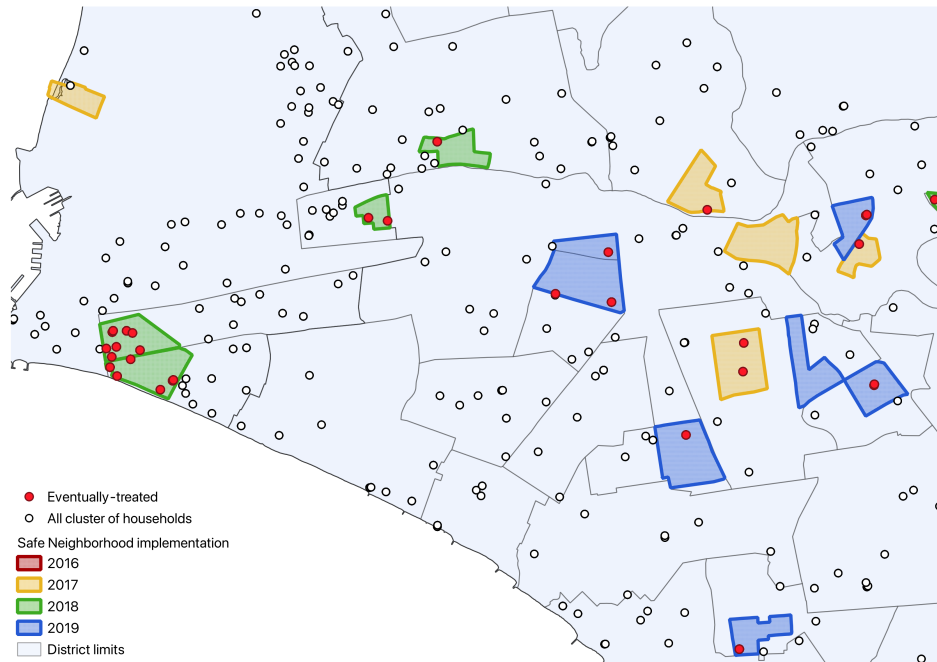 Eventually-treated
All cluster of households
Safe Neighborhood implementation
2016
2017
2018
2019
District limits